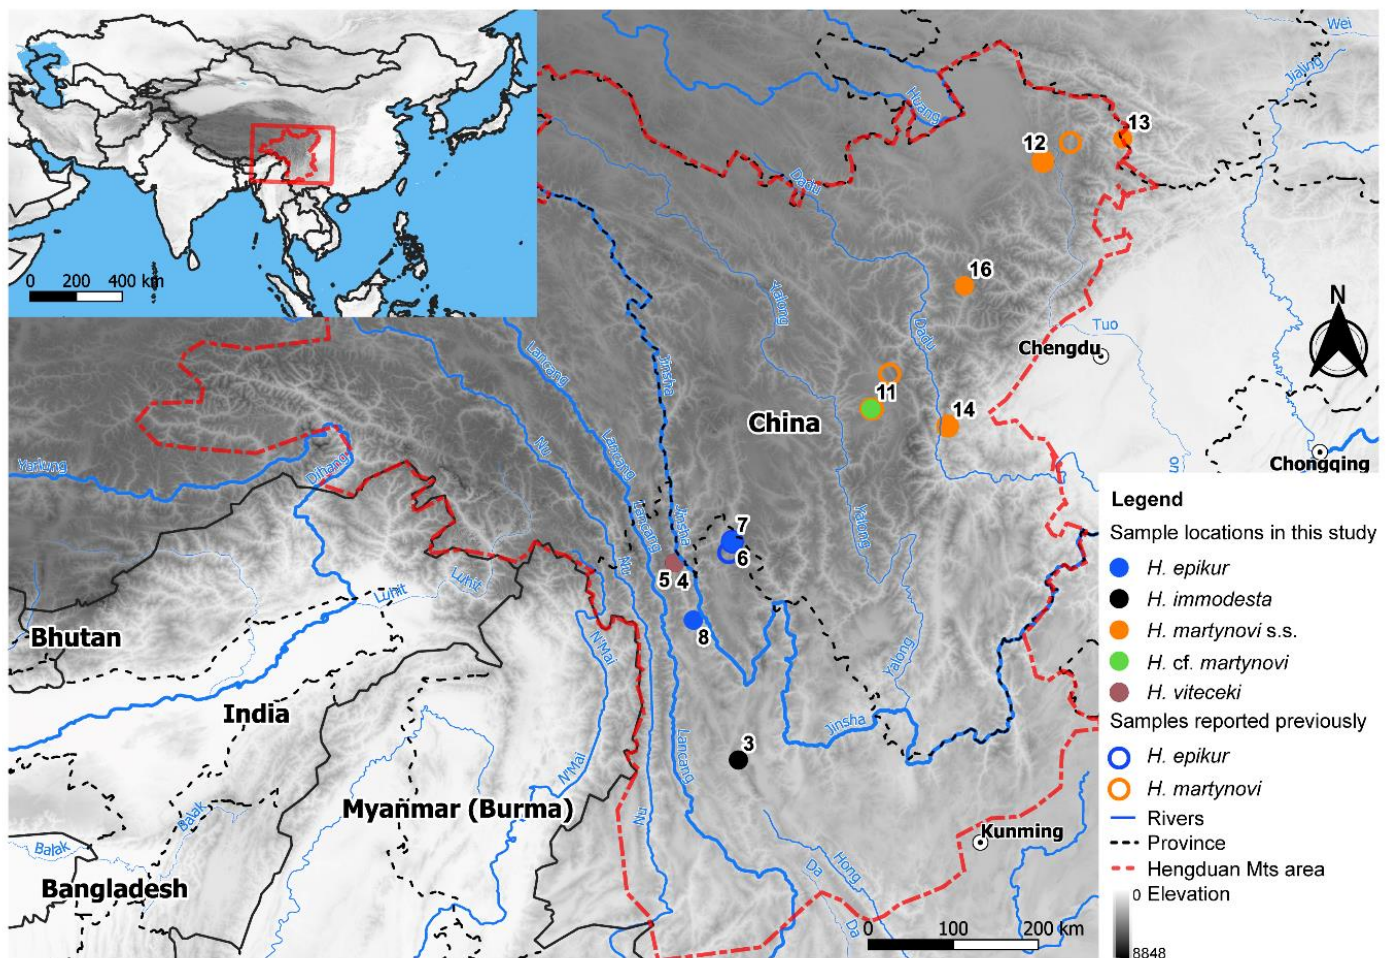 0 200 400 km
Wei
Jialing
Huang
13
12
Dadu
16
N
Yalong
Dadu
Tuo
Chengdu
Lancang
Jinsha
11
14
China
Chongqing
Nu
Lancang
Yarlung
Dihang
Yalong
Jinsha
Lancang
7
6
5 4
Nu
Luhit
Luhit
8
N'Mai
Bhutan
Yalong
India
Jinsha
Lancang
3
N'Mai
Myanmar (Burma)
Nu
Balak
Balak
Kunming
Hong
Da
Bangladesh
Da
0 100 200 km
Legend
Sample locations in this study
H. epikur
H. immodesta
H. martynovi s.s.
H. cf. martynovi
H. viteceki
Samples reported previously
H. epikur
H. martynovi
Rivers
Province
Hengduan Mts area
0 Elevation
8848